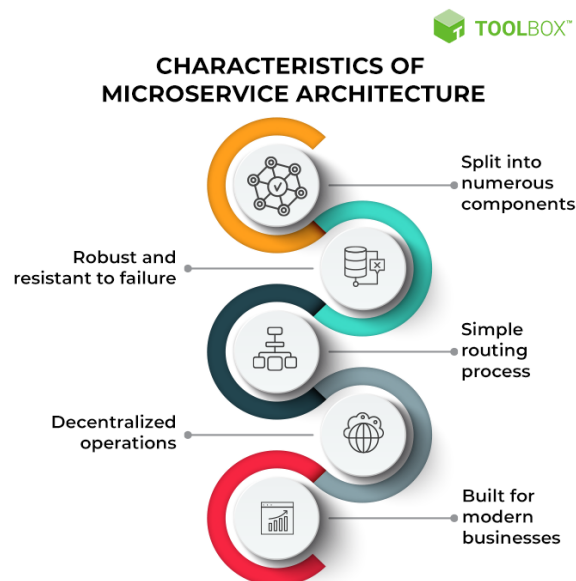 TOOLBOX™
CHARACTERISTICS OF
MICROSERVICE ARCHITECTURE
Split into
numerous
components
Robust and
resistant to failure
Simple
routing
process
Decentralized
operations
Built for
modern
businesses